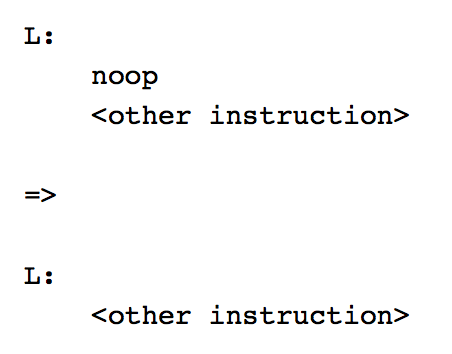 L:
noop
<other instruction>
=>
L:
<other instruction>